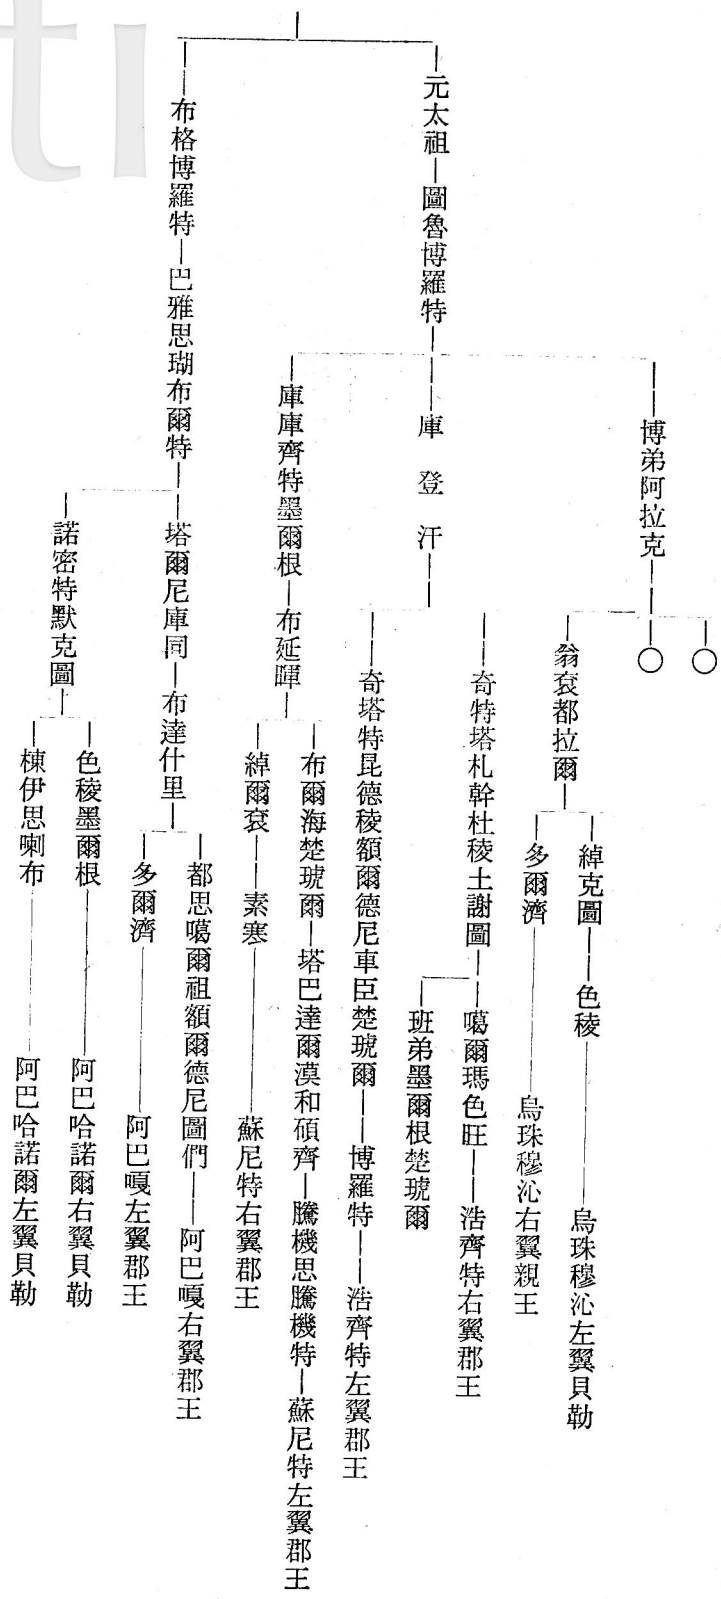 博弟阿拉克
翁袞都拉爾
綽克圖
色稜
烏珠穆沁左翼貝勒
多爾濟
烏珠穆沁右翼親王
元太祖
圖魯博羅特
庫登汗
奇特塔札幹杜稜土謝圖
噶爾瑪色旺
浩齊特右翼郡王
班弟墨爾根楚琥爾
奇塔特昆德稜額爾德尼車臣楚琥爾
博羅特
浩齊特左翼郡王
庫庫齊特墨爾根
布延暉
布爾海楚琥爾
塔巴達爾漠和碩齊
騰機思騰機特
蘇尼特左翼郡王
綽爾袞
素塞
蘇尼特右翼郡王
布格博羅特
巴雅思瑚布爾特
塔爾尼庫同
布達什里
都思噶爾祖額爾德尼圖們
阿巴嘎右翼郡王
多爾濟
阿巴嘎左翼郡王
諾密特默克圖
色稜墨爾根
阿巴哈諾爾右翼貝勒
棟伊思喇布
阿巴哈諾爾左翼貝勒